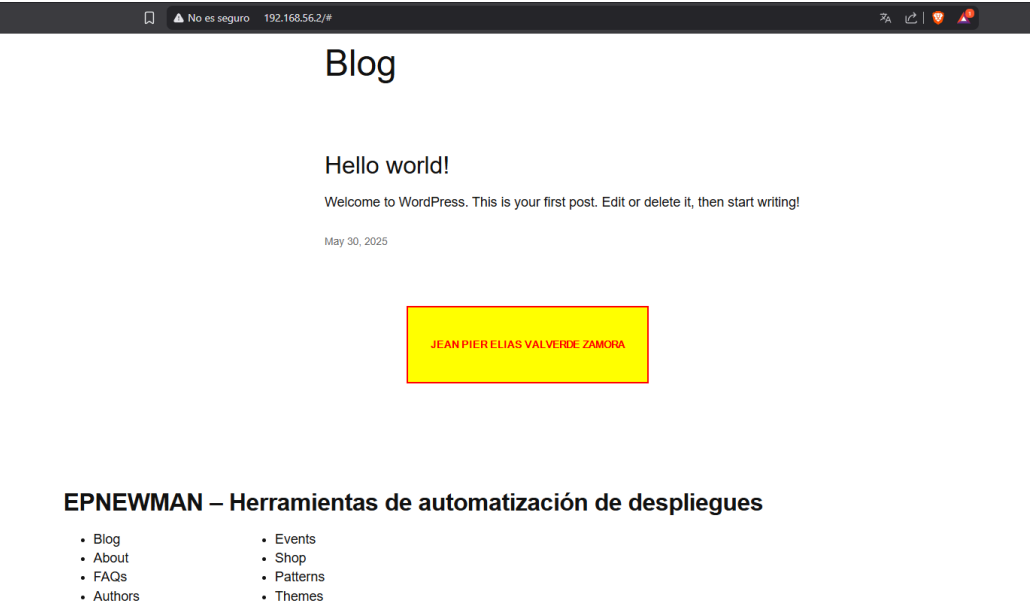 No es seguro 192.168.56.2/#
Blog
Hello world!
Welcome to WordPress. This is your first post. Edit or delete it, then start writing!
May 30, 2025
JEAN PIER ELIAS VALVERDE ZAMORA
EPNEWMAN – Herramientas de automatización de despliegues
Blog
About
FAQs
Authors
Events
Shop
Patterns
Themes